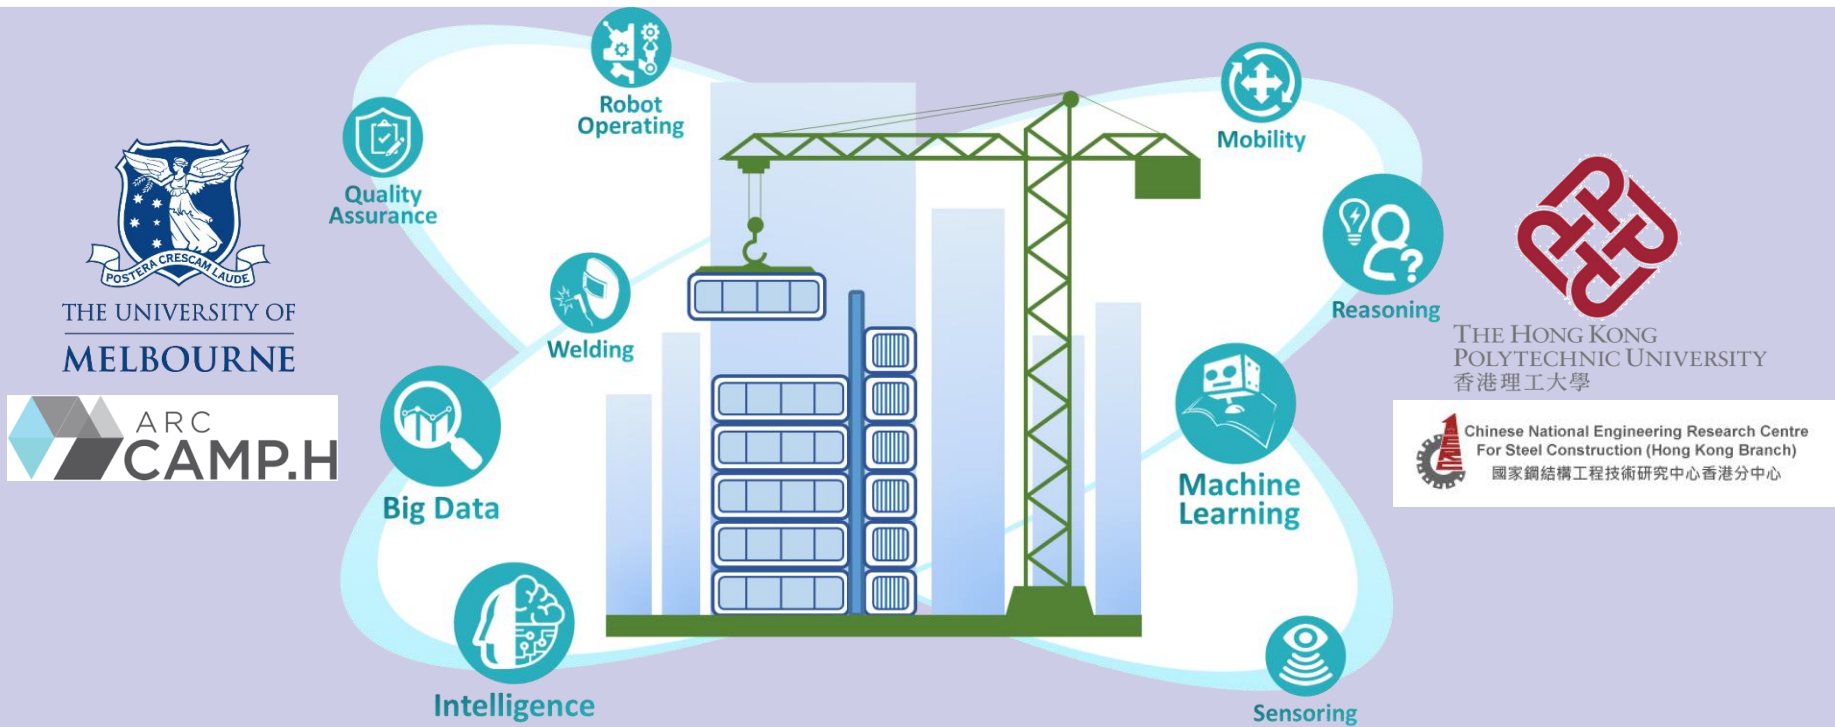 Robot
Operating
Mobility
Quality
Assurance
POSTERA CRESCAM LAUDE
THE UNIVERSITY OF
MELBOURNE
Reasoning
THE HONG KONG
POLYTECHNIC UNIVERSITY
香港理工大學
Welding
ARC
CAMP.H
Machine
Learning
Chinese National Engineering Research Centre
For Steel Construction (Hong Kong Branch)
國家鋼結構工程技術研究中心香港分中心
Big Data
Intelligence
Sensoring